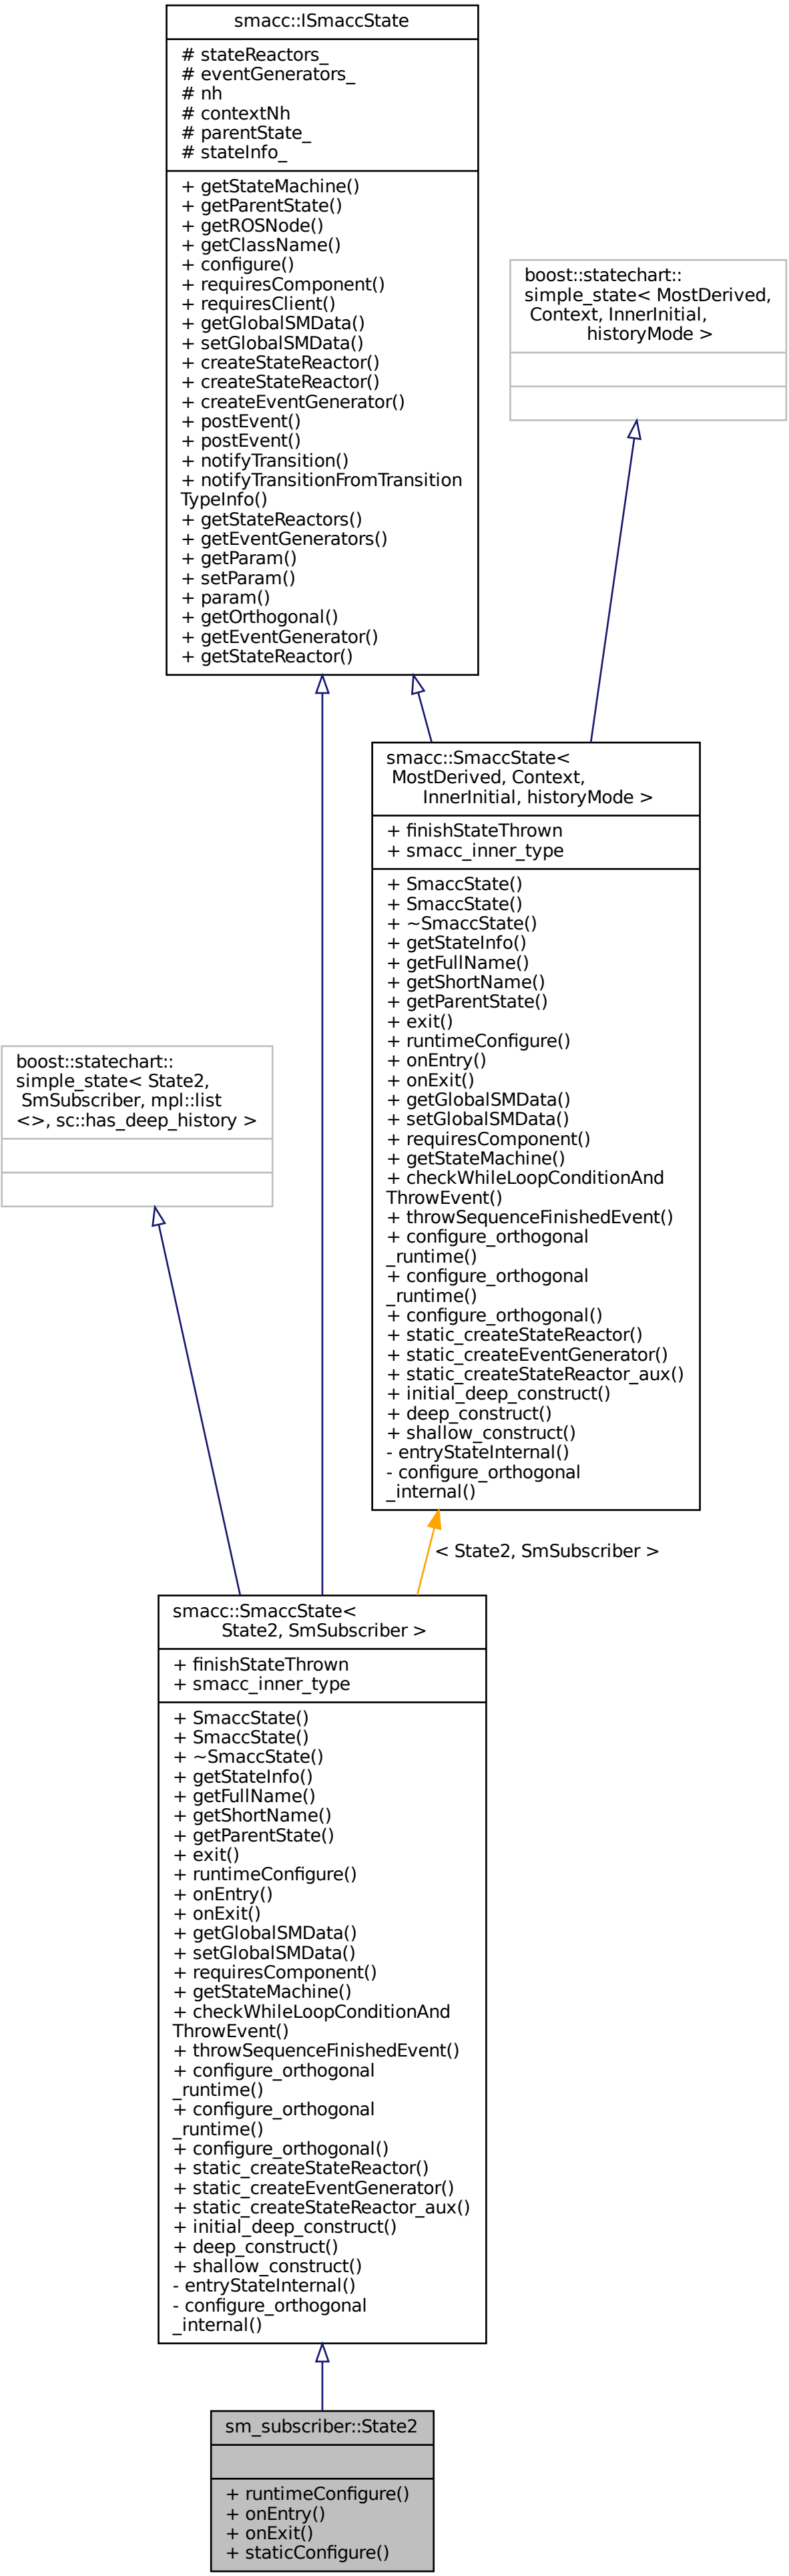 smacc::ISmaccState
# stateReactors_
# eventGenerators_
# nh
# contextNh
# parentState_
# stateInfo_
+ getStateMachine()
+ getParentState()
+ getROSNode()
+ getClassName()
+ configure()
+ requiresComponent()
+ requiresClient()
+ getGlobalSMData()
+ setGlobalSMData()
+ createStateReactor()
+ createStateReactor()
+ createEventGenerator()
+ postEvent()
+ postEvent()
+ notifyTransition()
+ notifyTransitionFromTransition
TypeInfo()
+ getStateReactors()
+ getEventGenerators()
+ getParam()
+ setParam()
+ param()
+ getOrthogonal()
+ getEventGenerator()
+ getStateReactor()
boost::statechart::
simple_state< MostDerived,
Context, InnerInitial,
historyMode >
smacc::SmaccState<
MostDerived, Context,
InnerInitial, historyMode >
+ finishStateThrown
+ smacc_inner_type
+ SmaccState()
+ SmaccState()
+ ~SmaccState()
+ getStateInfo()
+ getFullName()
+ getShortName()
+ getParentState()
+ exit()
+ runtimeConfigure()
+ onEntry()
+ onExit()
+ getGlobalSMData()
+ setGlobalSMData()
+ requiresComponent()
+ getStateMachine()
+ checkWhileLoopConditionAnd
ThrowEvent()
+ throwSequenceFinishedEvent()
+ configure_orthogonal
_runtime()
+ configure_orthogonal
_runtime()
+ configure_orthogonal()
+ static_createStateReactor()
+ static_createEventGenerator()
+ static_createStateReactor_aux()
+ initial_deep_construct()
+ deep_construct()
+ shallow_construct()
- entryStateInternal()
- configure_orthogonal
_internal()
boost::statechart::
simple_state< State2,
SmSubscriber, mpl::list
<>, sc::has_deep_history >
< State2, SmSubscriber >
smacc::SmaccState<
State2, SmSubscriber >
+ finishStateThrown
+ smacc_inner_type
+ SmaccState()
+ SmaccState()
+ ~SmaccState()
+ getStateInfo()
+ getFullName()
+ getShortName()
+ getParentState()
+ exit()
+ runtimeConfigure()
+ onEntry()
+ onExit()
+ getGlobalSMData()
+ setGlobalSMData()
+ requiresComponent()
+ getStateMachine()
+ checkWhileLoopConditionAnd
ThrowEvent()
+ throwSequenceFinishedEvent()
+ configure_orthogonal
_runtime()
+ configure_orthogonal
_runtime()
+ configure_orthogonal()
+ static_createStateReactor()
+ static_createEventGenerator()
+ static_createStateReactor_aux()
+ initial_deep_construct()
+ deep_construct()
+ shallow_construct()
- entryStateInternal()
- configure_orthogonal
_internal()
sm_subscriber::State2
+ runtimeConfigure()
+ onEntry()
+ onExit()
+ staticConfigure()